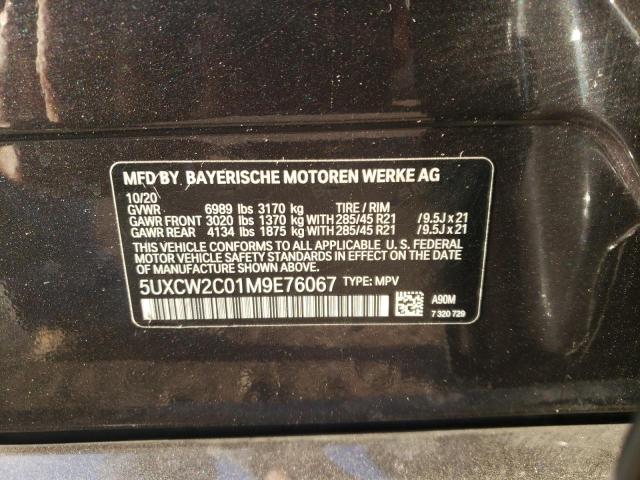 MFD BY BAYERISCHE MOTOREN WERKE AG
10/20
GVWR 6989 lbs 3170 kg TIRE / RIM
GAWR FRONT 3020 lbs 1370 kg WITH 285/45 R21 / 9.5J x 21
GAWR REAR 4134 lbs 1875 kg WITH 285/45 R21 / 9.5J x 21
THIS VEHICLE CONFORMS TO ALL APPLICABLE U. S. FEDERAL
MOTOR VEHICLE SAFETY STANDARDS IN EFFECT ON THE
DATE OF MANUFACTURE SHOWN ABOVE.
5UXCW2C01M9E76067 TYPE: MPV
A90M
7 320 729